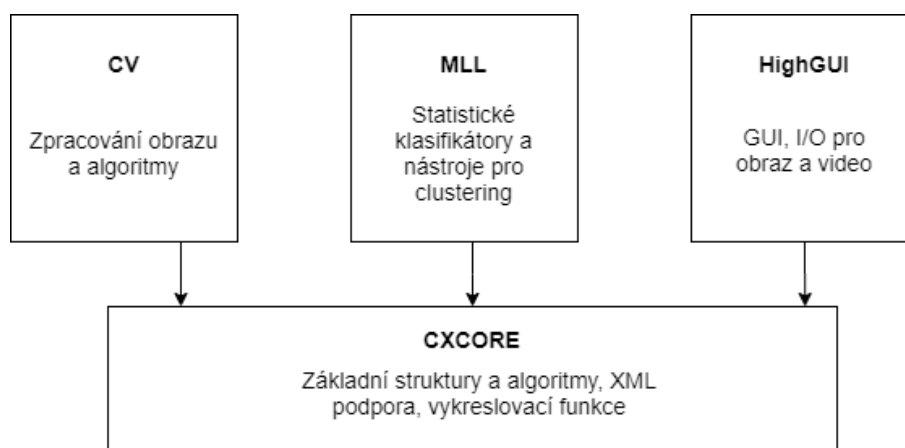 CV
Zpracování obrazu
a algoritmy
MLL
Statistické
klasifikátory a
nástroje pro
clustering
HighGUI
GUI, I/O pro
obraz a video
CXCORE
Základní struktury a algoritmy, XML
podpora, vykreslovací funkce